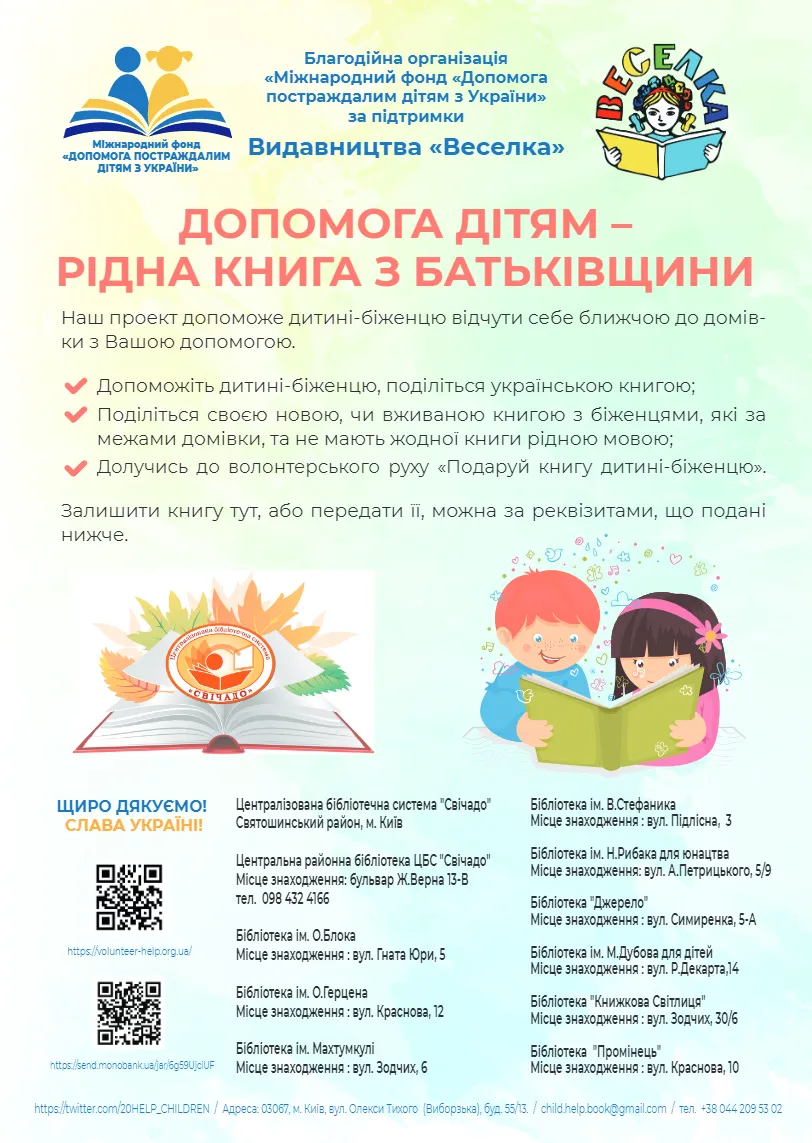 Благодійна організація
«Міжнародний фонд «Допомога
постраждалим дітям з України»
за підтримки
Видавництва «Веселка»
Міжнародний фонд
«ДОПОМОГА ПОСТРАЖДАЛИМ
ДІТЯМ З УКРАЇНИ»
ВЕСЕЛКА
ДОПОМОГА ДІТЯМ –
РІДНА КНИГА З БАТЬКІВЩИНИ
Наш проект допоможе дитині-біженцю відчути себе ближчою до домів-
ки з Вашою допомогою.
Допоможіть дитині-біженцю, поділіться українською книгою;
Поділіться своєю новою, чи вживаною книгою з біженцями, які за
межами домівки, та не мають жодної книги рідною мовою;
Долучись до волонтерського руху «Подаруй книгу дитині-біженцю».
Залишити книгу тут, або передати її, можна за реквізитами, що подані
нижче.
Централізована бібліотечна система
«СВІЧАДО»
ЩИРО ДЯКУЄМО!
СЛАВА УКРАЇНІ!
https://volunteer-help.org.ua/
https://send.monobank.ua/jar/6g59UjciUF
Централізована бібліотечна система "Свічадо"
Святошинський район, м. Київ
Центральна районна бібліотека ЦБС "Свічадо"
Місце знаходження: бульвар Ж.Верна 13-В
тел. 098 432 4166
Бібліотека ім. О.Блока
Місце знаходження : вул. Гната Юри, 5
Бібліотека ім. О.Герцена
Місце знаходження : вул. Краснова, 12
Бібліотека ім. Махтумкулі
Місце знаходження : вул. Зодчих, 6
Бібліотека ім. В.Стефаника
Місце знаходження : вул. Підлісна, 3
Бібліотека ім. Н.Рибака для юнацтва
Місце знаходження: вул. А.Петрицького, 5/9
Бібліотека "Джерело"
Місце знаходження : вул. Симиренка, 5-А
Бібліотека ім. М.Дубова для дітей
Місце знаходження : вул. Р.Декарта,14
Бібліотека "Книжкова Світлиця"
Місце знаходження : вул. Зодчих, 30/6
Бібліотека "Промінець"
Місце знаходження : вул. Краснова, 10
https://twitter.com/20HELP_CHILDREN / Адреса: 03067, м. Київ, вул. Олекси Тихого (Виборзька), буд. 55/13. / child.help.book@gmail.com / тел. +38 044 209 53 02